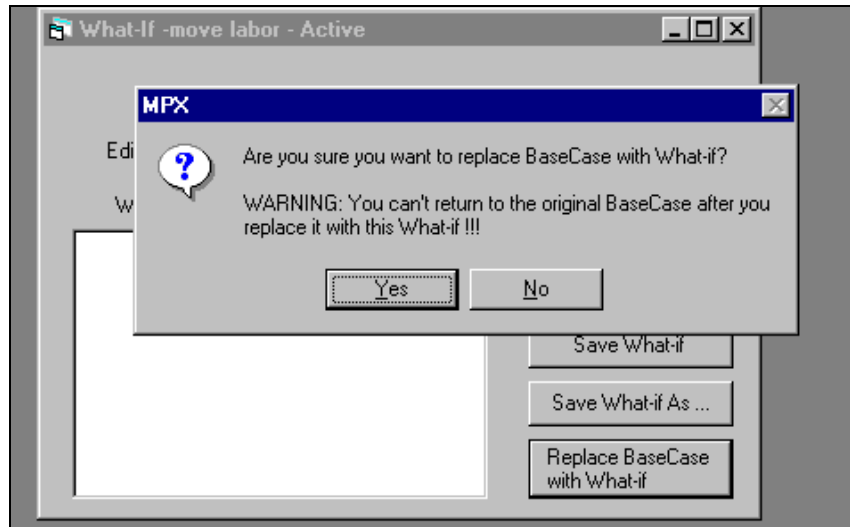 What-If -move labor - Active
MPX
Edi
Are you sure you want to replace BaseCase with What-if?
W
WARNING: You can't return to the original BaseCase after you
replace it with this What-if !!!
Yes
No
Save What-if
Save What-if As ...
Replace BaseCase
with What-if